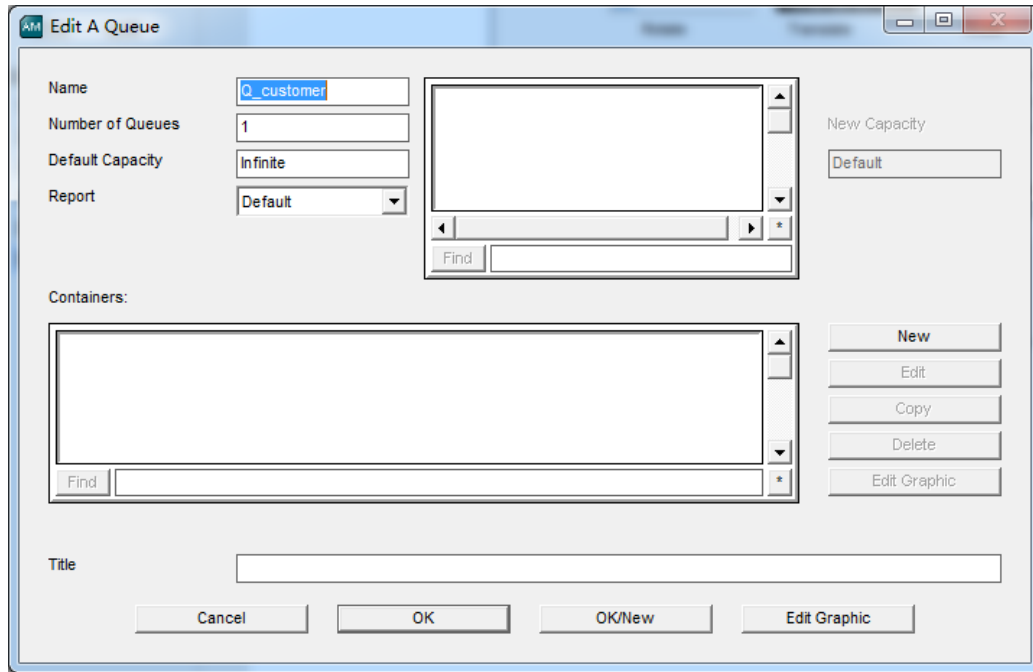 AM Edit A Queue
Name Q_customer
Number of Queues 1
New Capacity
Default Capacity Infinite
Default
Report Default
*
Find
Containers:
New
Edit
Copy
Delete
Find * Edit Graphic
Title
Cancel OK OK/New Edit Graphic